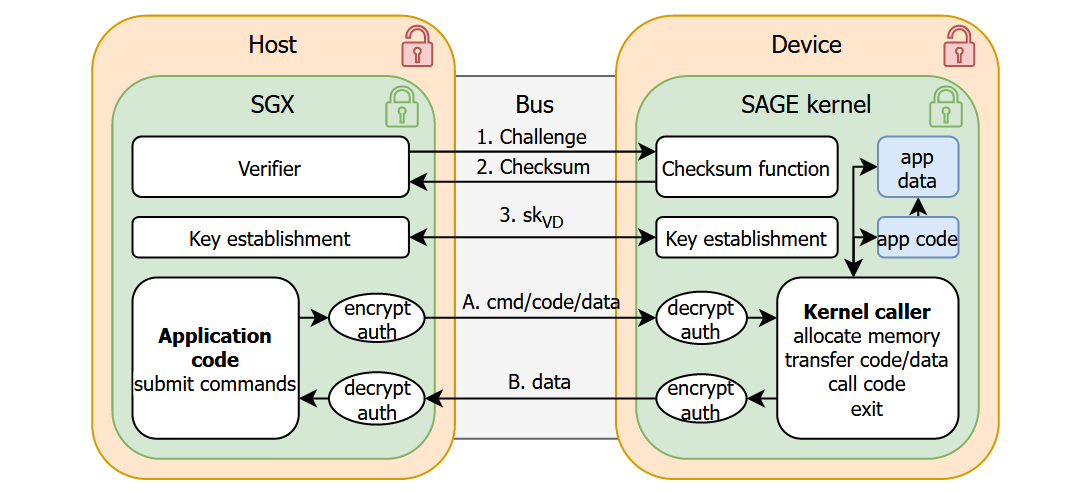 Host
Device
SGX
Bus
SAGE kernel
1. Challenge
2. Checksum
Verifier
Checksum function
app
data
3. skVD
Key establishment
Key establishment
app code
A. cmd/code/data
encrypt
auth
decrypt
auth
Application
code
submit commands
Kernel caller
allocate memory
transfer code/data
call code
exit
B. data
decrypt
auth
encrypt
auth